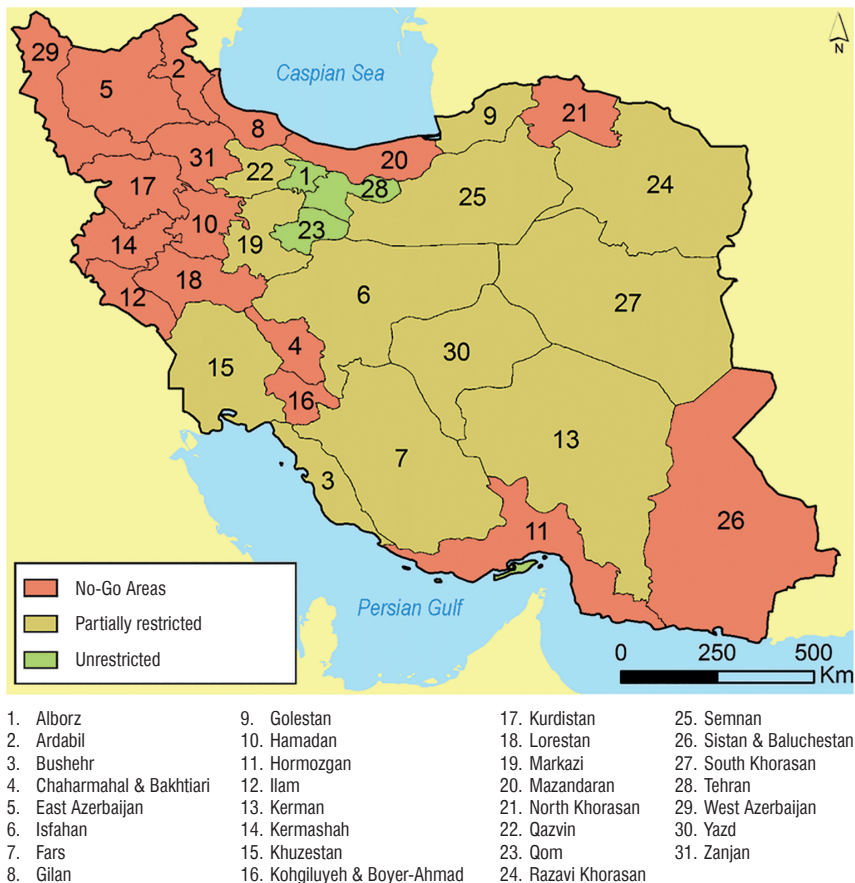 N
Caspian Sea
29
5
2
8
31
22
1
28
20
9
21
24
25
17
10
19
23
14
18
12
6
27
4
30
15
16
13
7
3
11
26
Persian Gulf
No-Go Areas
Partially restricted
Unrestricted
0 250 500
Km
1. Alborz
2. Ardabil
3. Bushehr
4. Chaharmahal & Bakhtiari
5. East Azerbaijan
6. Isfahan
7. Fars
8. Gilan
9. Golestan
10. Hamadan
11. Hormozgan
12. Ilam
13. Kerman
14. Kermashah
15. Khuzestan
16. Kohgiluyeh & Boyer-Ahmad
17. Kurdistan
18. Lorestan
19. Markazi
20. Mazandaran
21. North Khorasan
22. Qazvin
23. Qom
24. Razavi Khorasan
25. Semnan
26. Sistan & Baluchestan
27. South Khorasan
28. Tehran
29. West Azerbaijan
30. Yazd
31. Zanjan